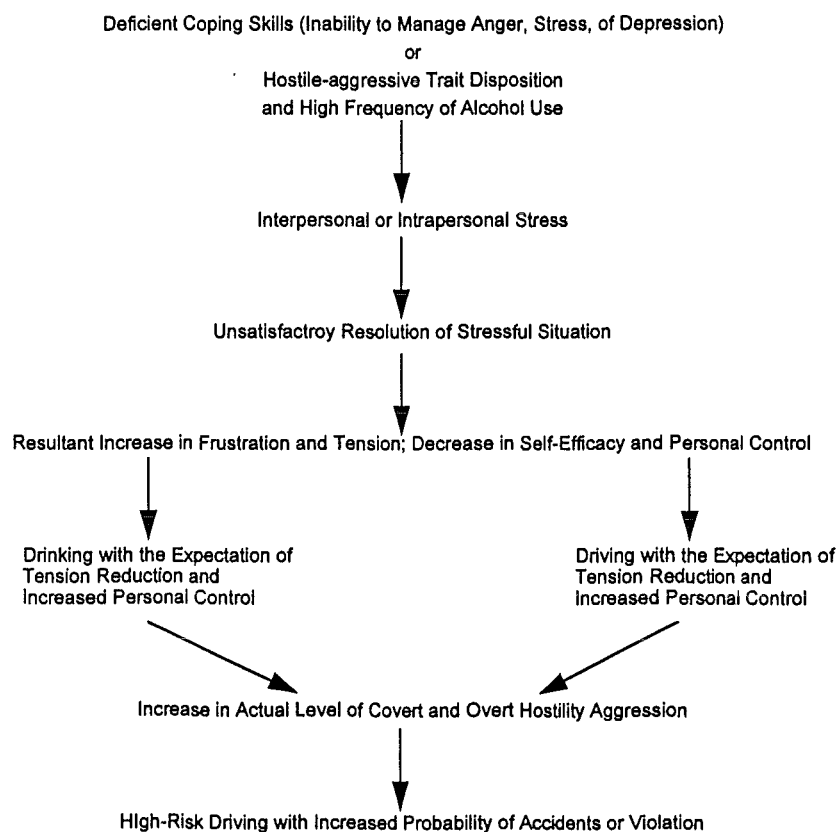 Deficient Coping Skills (Inability to Manage Anger, Stress, of Depression)
or
Hostile-aggressive Trait Disposition
and High Frequency of Alcohol Use
Interpersonal or Intrapersonal Stress
Unsatisfactroy Resolution of Stressful Situation
Resultant Increase in Frustration and Tension; Decrease in Self-Efficacy and Personal Control
Drinking with the Expectation of
Tension Reduction and
Increased Personal Control
Driving with the Expectation of
Tension Reduction and
Increased Personal Control
Increase in Actual Level of Covert and Overt Hostility Aggression
HIgh-Risk Driving with Increased Probability of Accidents or Violation